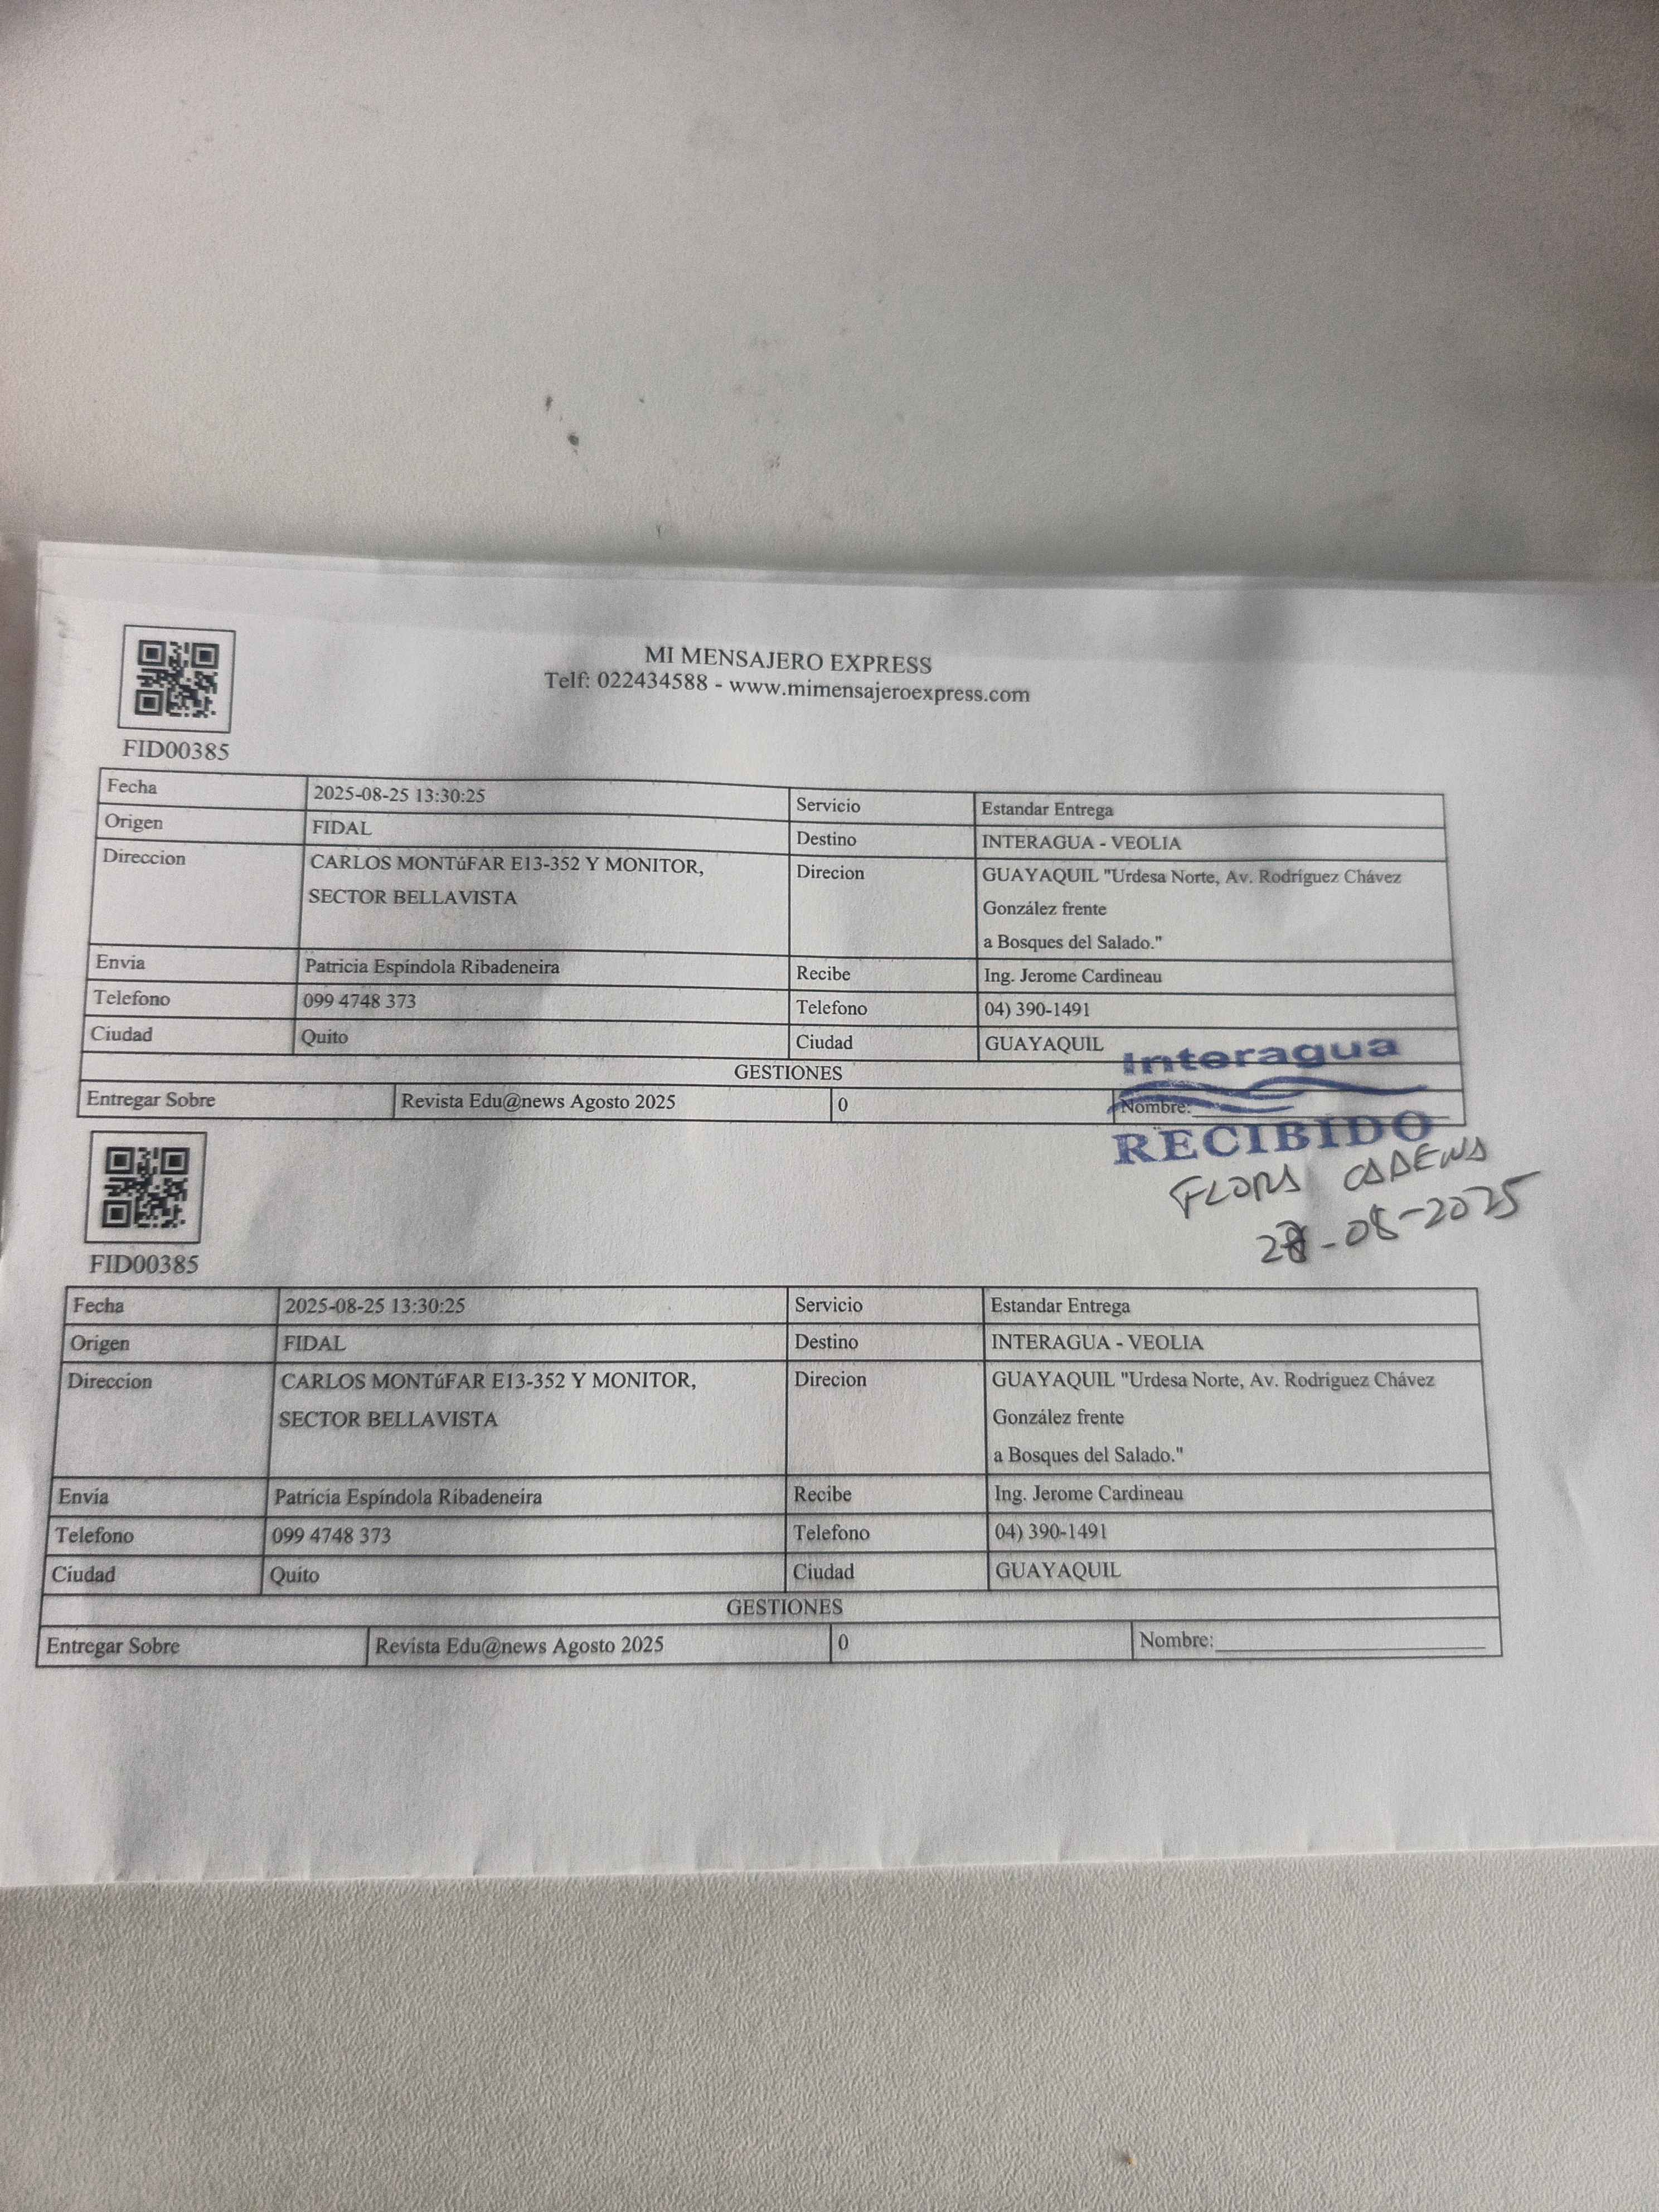 MI MENSAJERO EXPRESS
Telf: 022434588 - www.mimensajeroexpress.com
FID00385
Fecha 2025-08-25 13:30:25 Servicio Estandar Entrega
Origen FIDAL Destino INTERAGUA - VEOLIA
Direccion CARLOS MONTúFAR E13-352 Y MONITOR, Direcion GUAYAQUIL "Urdesa Norte, Av. Rodríguez Chávez
SECTOR BELLAVISTA González frente
a Bosques del Salado."
Envia Patricia Espíndola Ribadeneira Recibe Ing. Jerome Cardineau
Telefono 099 4748 373 Telefono 04) 390-1491
Ciudad Quito Ciudad GUAYAQUIL
GESTIONES
Entregar Sobre Revista Edu@news Agosto 2025 0 Nombre:
Interagua
RECIBIDO
FLORA CADENA
-08-2025
FID00385
Fecha 2025-08-25 13:30:25 Servicio Estandar Entrega
Origen FIDAL Destino INTERAGUA - VEOLIA
Direccion CARLOS MONTúFAR E13-352 Y MONITOR, Direcion GUAYAQUIL "Urdesa Norte, Av. Rodríguez Chávez
SECTOR BELLAVISTA González frente
a Bosques del Salado."
Envia Patricia Espíndola Ribadeneira Recibe Ing. Jerome Cardineau
Telefono 099 4748 373 Telefono 04) 390-1491
Ciudad Quito Ciudad GUAYAQUIL
GESTIONES
Entregar Sobre Revista Edu@news Agosto 2025 0 Nombre: